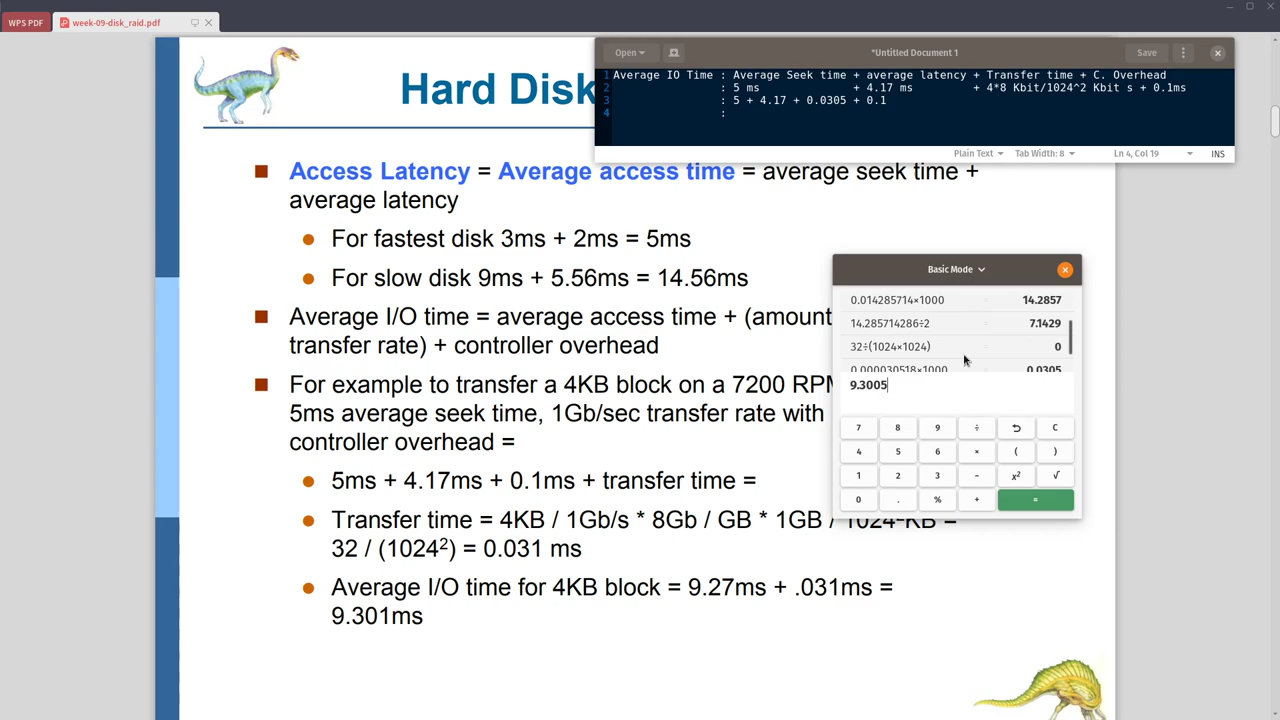 WPS PDF
week-09-disk_raid.pdf
Hard Disk
Open
*Untitled Document 1
Save
1 Average IO Time : Average Seek time + average latency + Transfer time + C. Overhead
2 : 5 ms + 4.17 ms + 4*8 Kbit/1024^2 Kbit s + 0.1ms
3 : 5 + 4.17 + 0.0305 + 0.1
4 :
Plain Text Tab Width: 8 Ln 4, Col 19 INS
Access Latency = Average access time = average seek time +
average latency
For fastest disk 3ms + 2ms = 5ms
For slow disk 9ms + 5.56ms = 14.56ms
Average I/O time = average access time + (amount
transfer rate) + controller overhead
For example to transfer a 4KB block on a 7200 RPM
5ms average seek time, 1Gb/sec transfer rate with
controller overhead =
5ms + 4.17ms + 0.1ms + transfer time =
Transfer time = 4KB / 1Gb/s * 8Gb / GB * 1GB / 1024²KB =
32 / (1024²) = 0.031 ms
Average I/O time for 4KB block = 9.27ms + .031ms =
9.301ms
Basic Mode
0.014285714×1000 = 14.2857
14.285714286÷2 = 7.1429
32÷(1024×1024) = 0
0.000030518×1000 = 0.0305
9.3005
7 8 9 ÷ C
4 5 6 × ( )
1 2 3 − x² √
0 . % + =